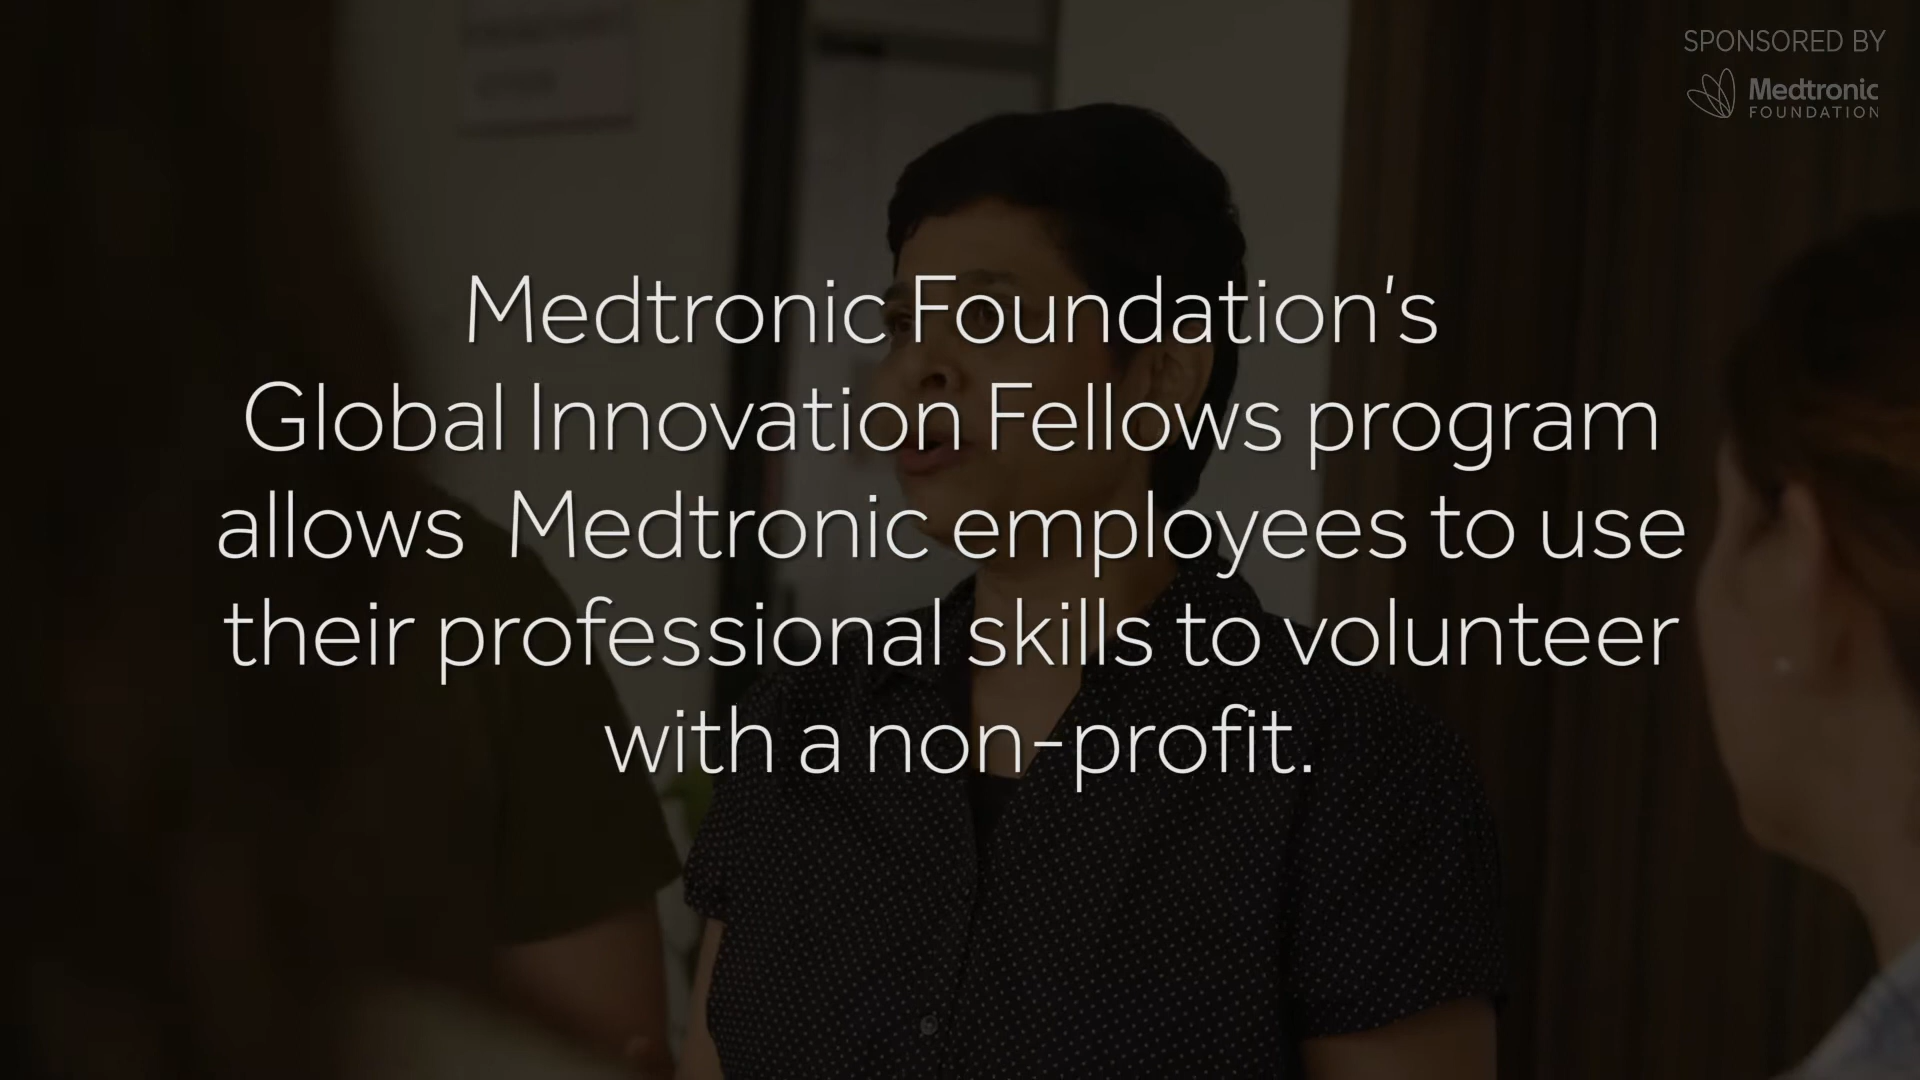 SPONSORED BY
Medtronic
FOUNDATION
Medtronic Foundation's
Global Innovation Fellows program
allows Medtronic employees to use
their professional skills to volunteer
with a non-profit.